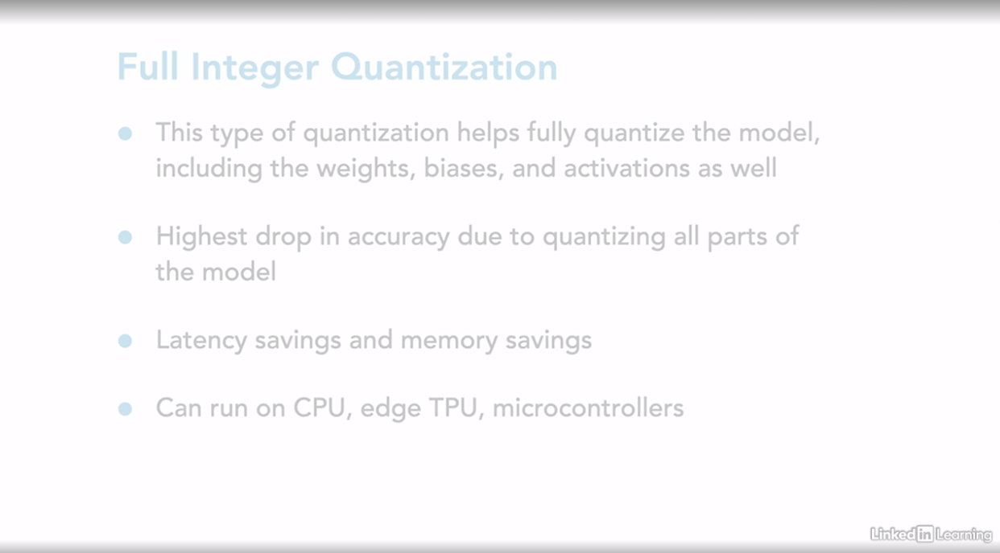 Full Integer Quantization
This type of quantization helps fully quantize the model,
including the weights, biases, and activations as well
Highest drop in accuracy due to quantizing all parts of
the model
Latency savings and memory savings
Can run on CPU, edge TPU, microcontrollers
Linked in Learning